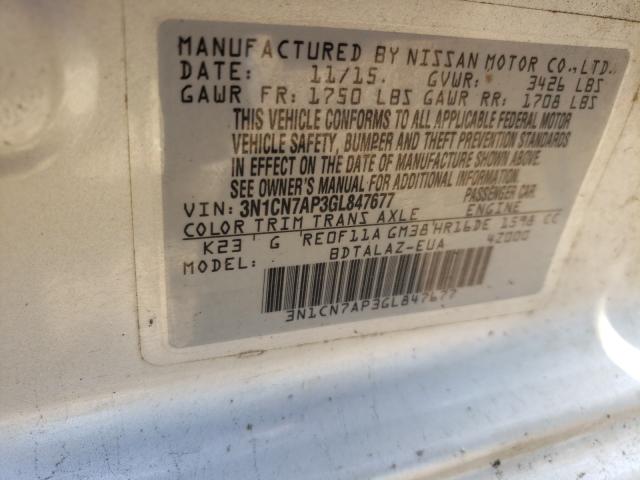 MANUFACTURED BY NISSAN MOTOR CO., LTD.
DATE: 11/15. GVWR: 3426 LBS
GAWR FR: 1750 LBS GAWR RR: 1708 LBS
THIS VEHICLE CONFORMS TO ALL APPLICABLE FEDERAL MOTOR
VEHICLE SAFETY, BUMPER AND THEFT PREVENTION STANDARDS
IN EFFECT ON THE DATE OF MANUFACTURE SHOWN ABOVE.
SEE OWNER'S MANUAL FOR ADDITIONAL INFORMATION.
VIN: 3N1CN7AP3GL847677 PASSENGER CAR
COLOR TRIM TRANS AXLE ENGINE
K23 G RE0F11A GM38 HR16DE 1598 CC
MODEL: BDTALAZ-EUA 42000
3N1CN7AP3GL847677